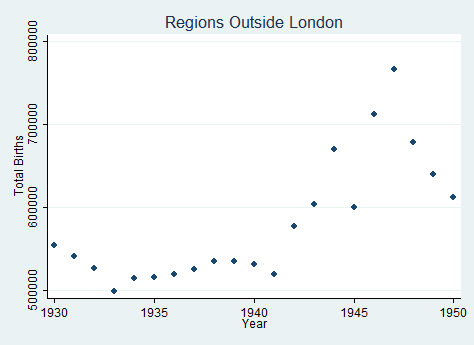 Regions Outside London
Total Births
800000
700000
600000
500000
1930 1935 1940 1945 1950
Year